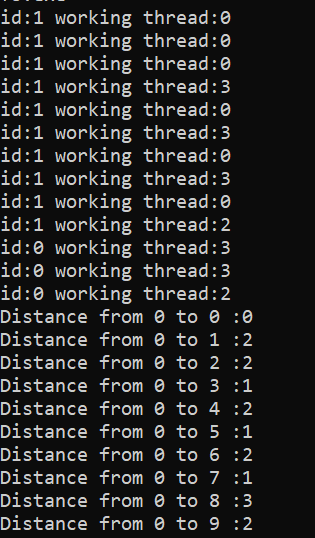 id:1 working thread:0
id:1 working thread:0
id:1 working thread:0
id:1 working thread:3
id:1 working thread:0
id:1 working thread:3
id:1 working thread:0
id:1 working thread:3
id:1 working thread:0
id:1 working thread:2
id:0 working thread:3
id:0 working thread:3
id:0 working thread:2
Distance from 0 to 0 :0
Distance from 0 to 1 :2
Distance from 0 to 2 :2
Distance from 0 to 3 :1
Distance from 0 to 4 :2
Distance from 0 to 5 :1
Distance from 0 to 6 :2
Distance from 0 to 7 :1
Distance from 0 to 8 :3
Distance from 0 to 9 :2